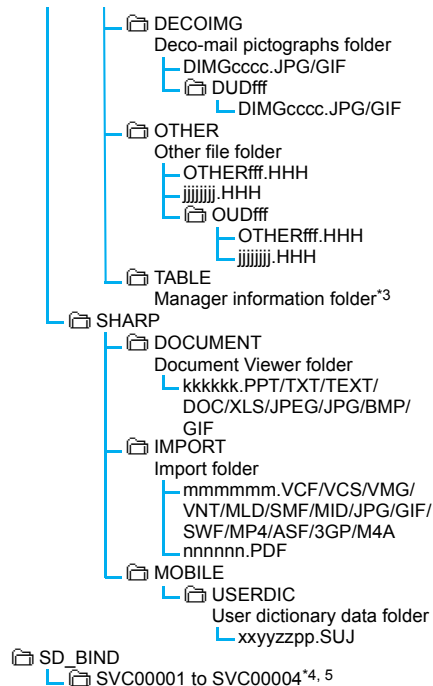 DECOIMG
Deco-mail pictographs folder
DIMGcccc.JPG/GIF
DUDfff
DIMGcccc.JPG/GIF
OTHER
Other file folder
OTHERfff.HHH
jjjjjjjj.HHH
OUDfff
OTHERfff.HHH
jjjjjjjj.HHH
TABLE
Manager information folder*3
SHARP
DOCUMENT
Document Viewer folder
kkkkkk.PPT/TXT/TEXT/
DOC/XLS/JPEG/JPG/BMP/
GIF
IMPORT
Import folder
mmmmmm.VCF/VCS/VMG/
VNT/MLD/SMF/MID/JPG/GIF/
SWF/MP4/ASF/3GP/M4A
nnnnnn.PDF
MOBILE
USERDIC
User dictionary data folder
xxyyzzpp.SUJ
SD_BIND
SVC00001 to SVC00004*4, 5